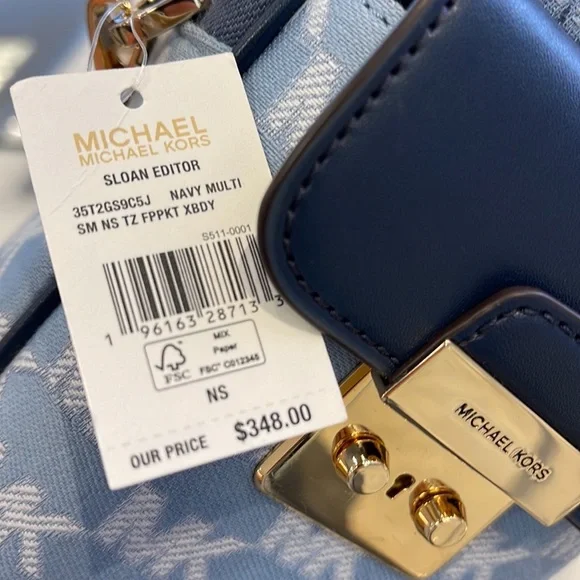 MICHAEL
MICHAEL KORS
SLOAN EDITOR
35T2GS9C5J NAVY MULTI
SM NS TZ FPPKT XBDY
S511-0001
1 96163 28713 3
MIX
Paper
FSC
FSC® C012345
NS
OUR PRICE $348.00
MICHAEL KORS